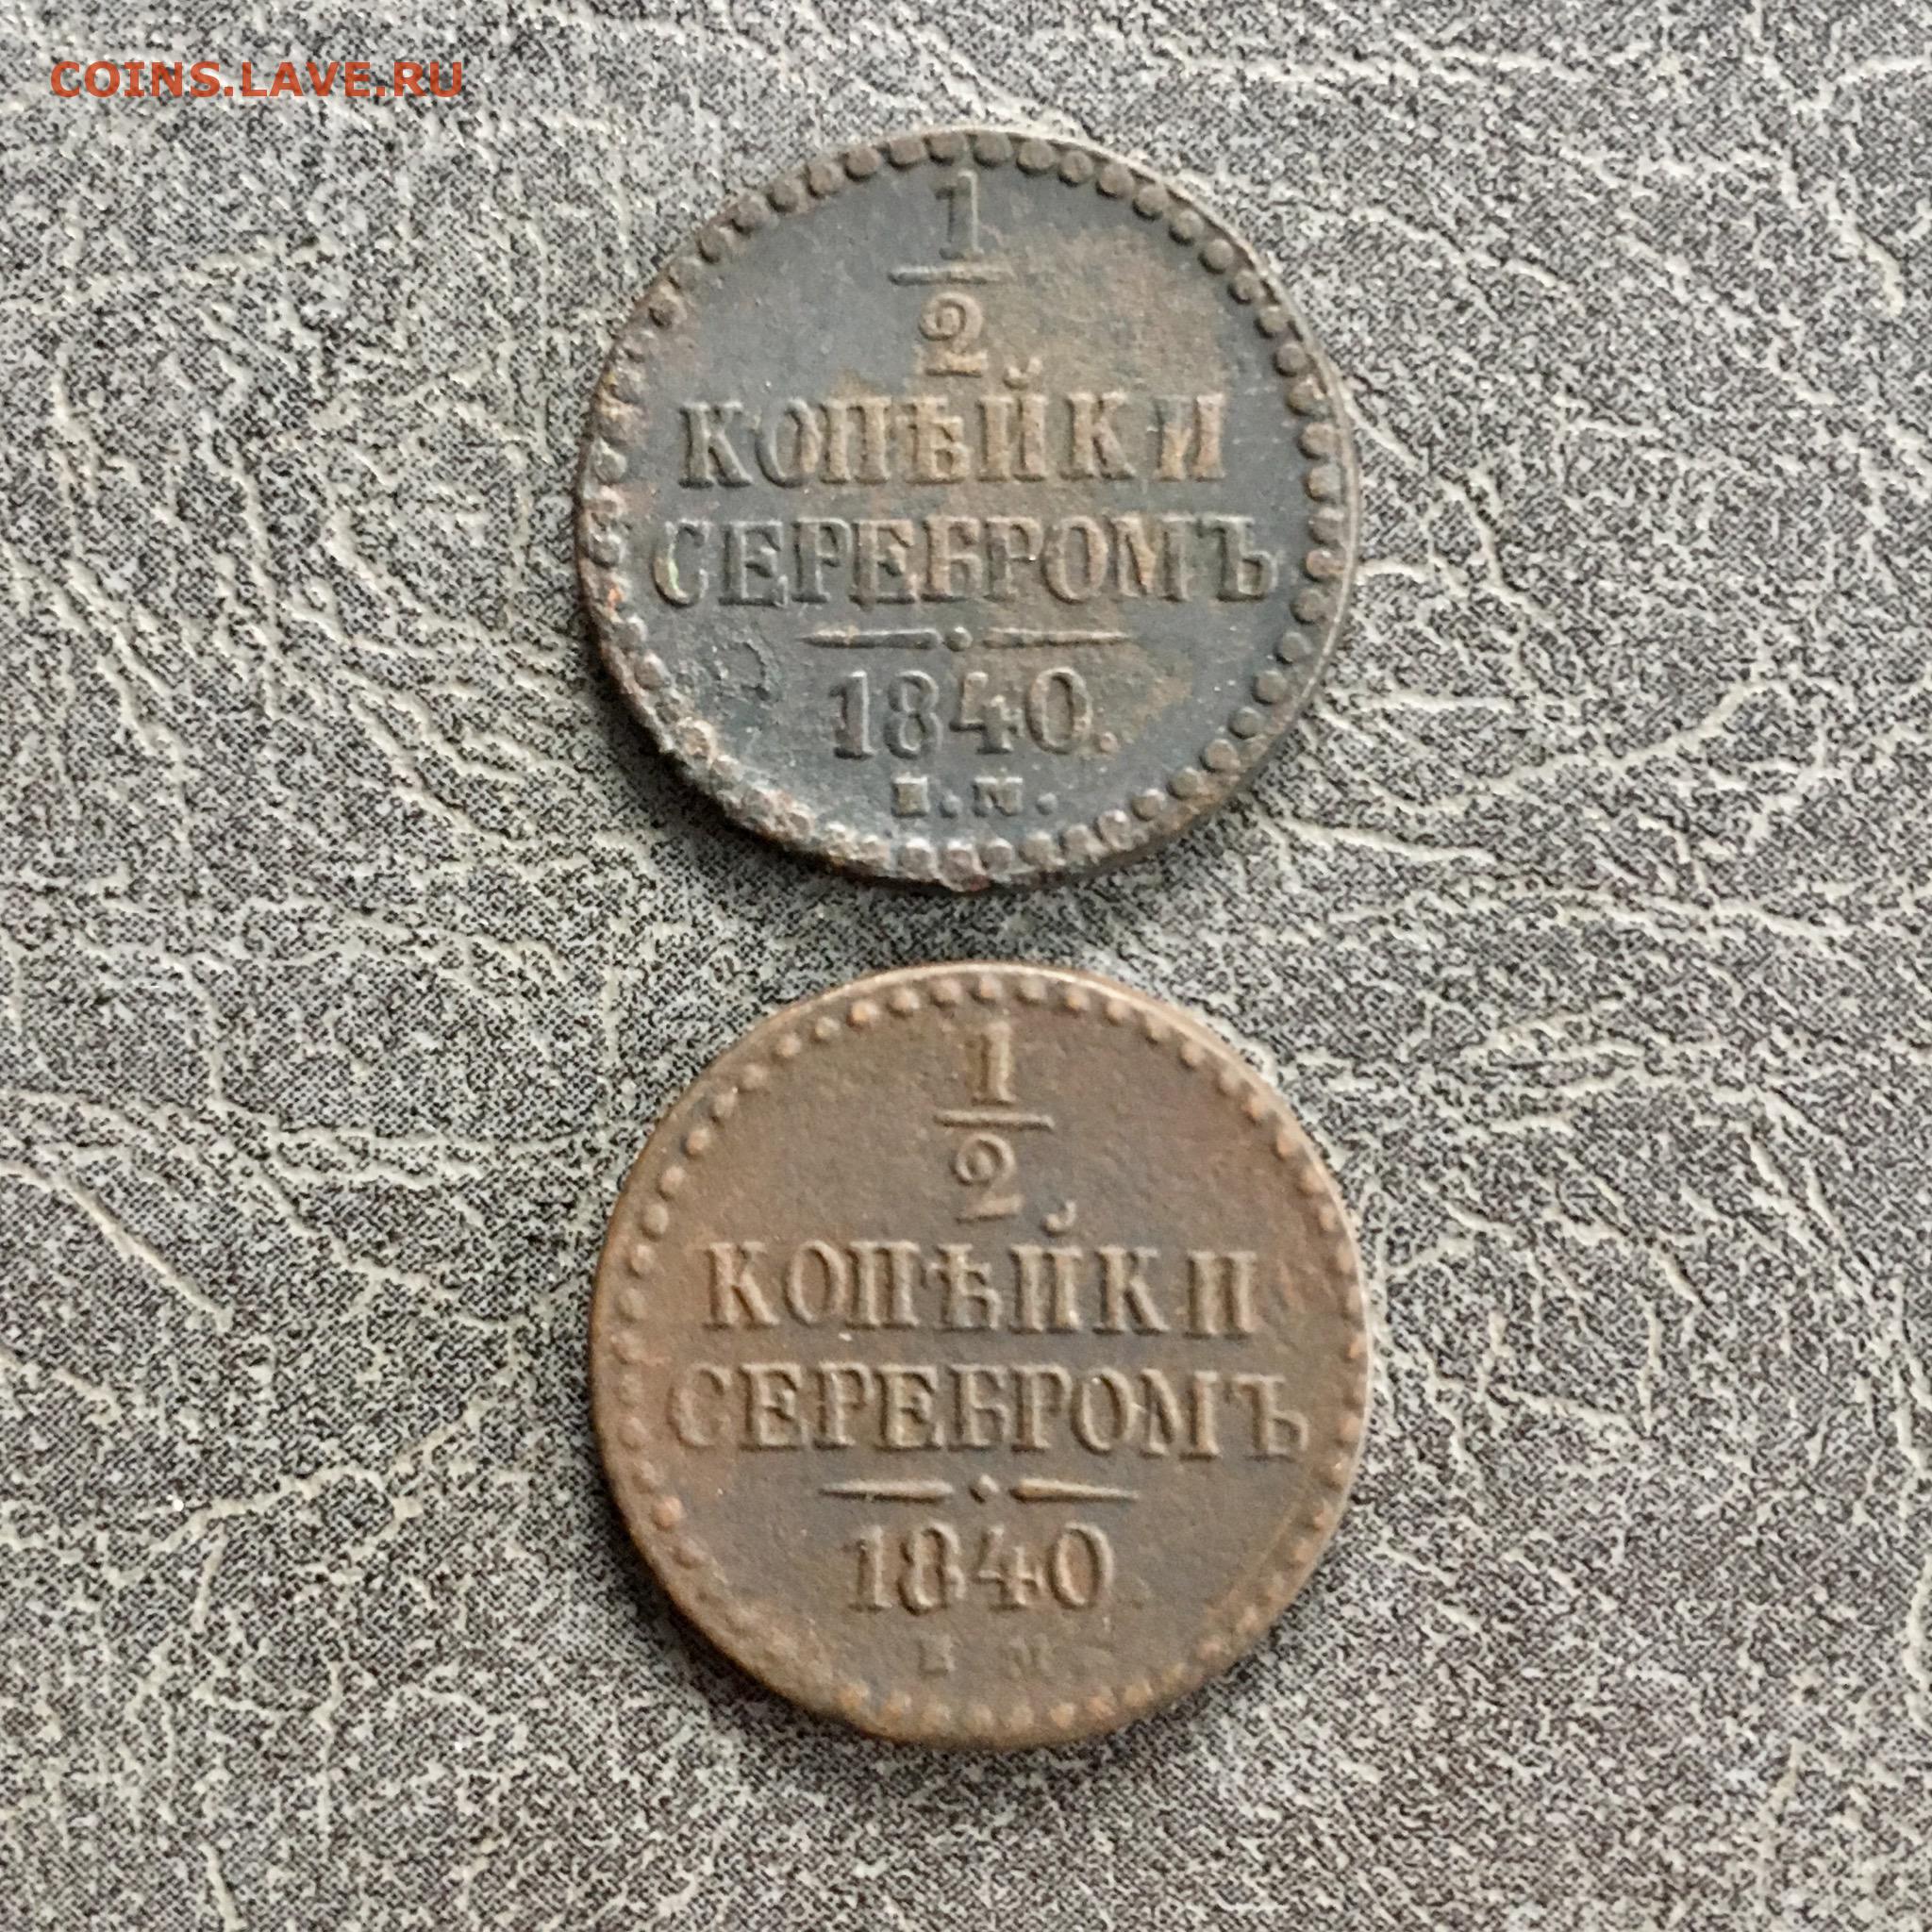 COINS.LAVE.RU
1
2
КОПѢЙКИ
СЕРЕБРОМЪ
1840.
1
2
КОПѢЙКИ
СЕРЕБРОМЪ
1840